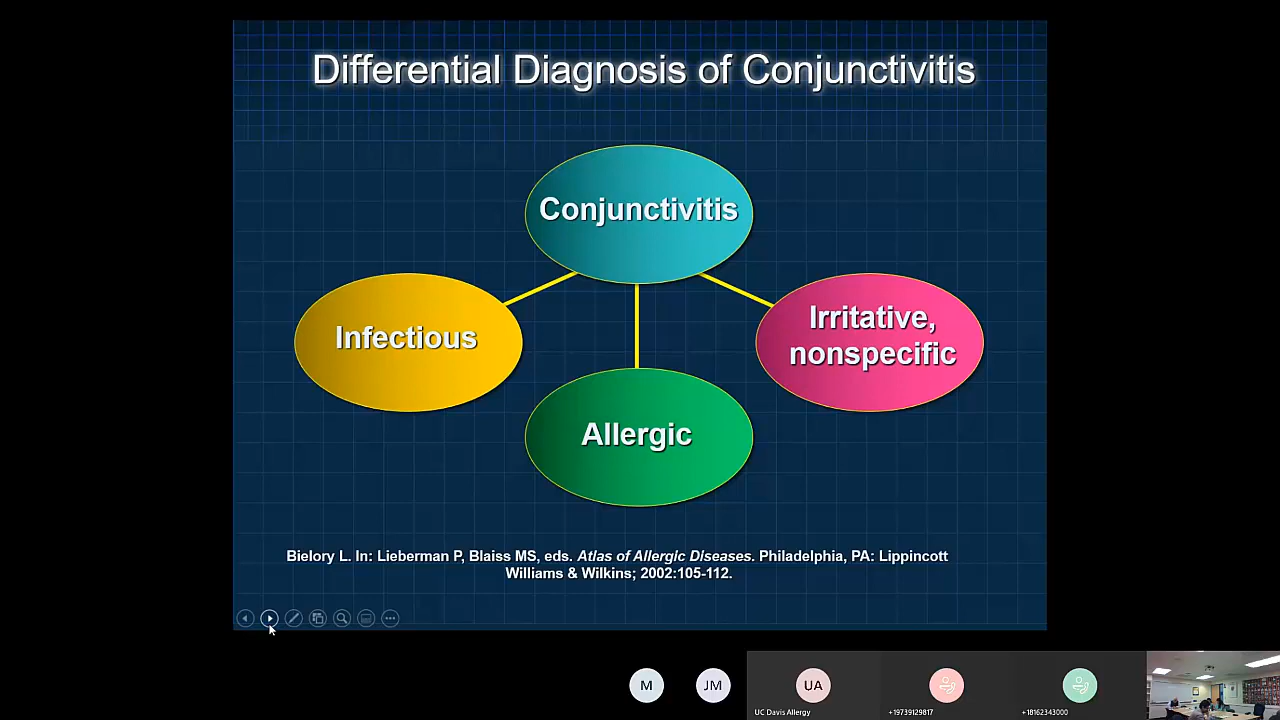 Differential Diagnosis of Conjunctivitis
Conjunctivitis
Infectious
Irritative,
nonspecific
Allergic
Bielory L. In: Lieberman P, Blaiss MS, eds. Atlas of Allergic Diseases. Philadelphia, PA: Lippincott
Williams & Wilkins; 2002:105-112.
M
JM
UA
UC Davis Allergy
+19739129817
+18162343000